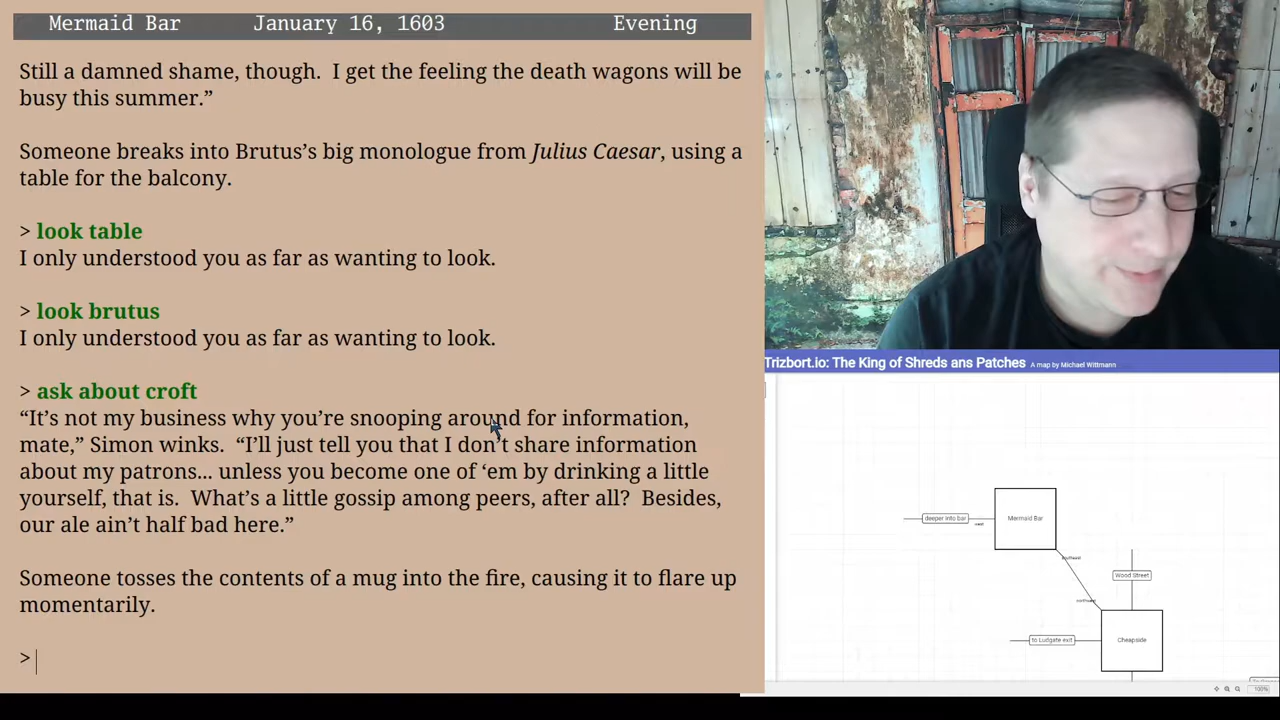 Mermaid Bar January 16, 1603 Evening
Still a damned shame, though. I get the feeling the death wagons will be
busy this summer.”
Someone breaks into Brutus’s big monologue from Julius Caesar, using a
table for the balcony.
> look table
I only understood you as far as wanting to look.
> look brutus
I only understood you as far as wanting to look.
> ask about croft
“It’s not my business why you’re snooping around for information,
mate,” Simon winks. “I’ll just tell you that I don’t share information
about my patrons... unless you become one of ‘em by drinking a little
yourself, that is. What’s a little gossip among peers, after all? Besides,
our ale ain’t half bad here.”
Someone tosses the contents of a mug into the fire, causing it to flare up
momentarily.
>
Trizbort.io: The King of Shreds ans Patches A map by Michael Wittmann
deeper into bar
west
Mermaid Bar
southeast
Wood Street
northwest
to Ludgate exit
Cheapside
100%